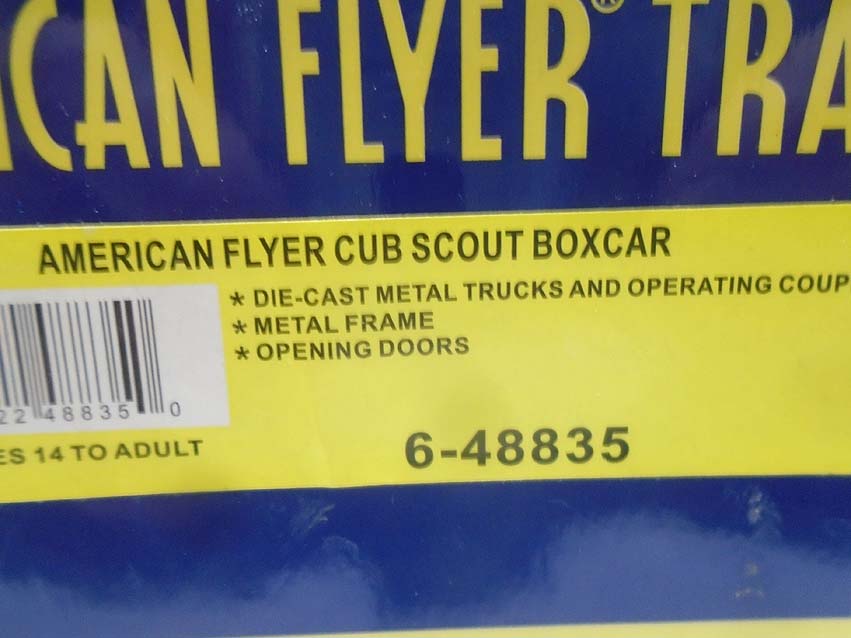 ICAN FLYER® TRA
AMERICAN FLYER CUB SCOUT BOXCAR
* DIE-CAST METAL TRUCKS AND OPERATING COUP
* METAL FRAME
* OPENING DOORS
22 48835 0
ES 14 TO ADULT
6-48835